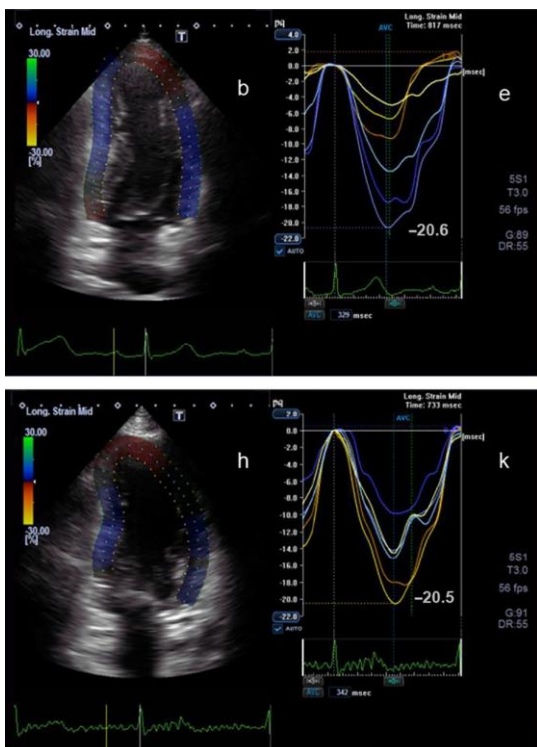 Long. Strain Mid
T
30.00
-30.00
[%]
b
Long. Strain Mid
Time: 817 msec
AVC
[%]
4.0
2.0
0.0
-2.0
-4.0
-6.0
-8.0
-10.0
-12.0
-14.0
-16.0
-18.0
-20.0
-22.0
AUTO
[msec]
e
−20.6
5S1
T3.0
56 fps
G:89
DR:55
AVC 329 msec
Long. Strain Mid
T
30.00
-30.00
[%]
h
Long. Strain Mid
Time: 733 msec
AVC
[%]
2.0
0.0
-2.0
-4.0
-6.0
-8.0
-10.0
-12.0
-14.0
-16.0
-18.0
-20.0
-22.0
AUTO
[msec]
k
−20.5
5S1
T3.0
56 fps
G:91
DR:55
AVC 342 msec